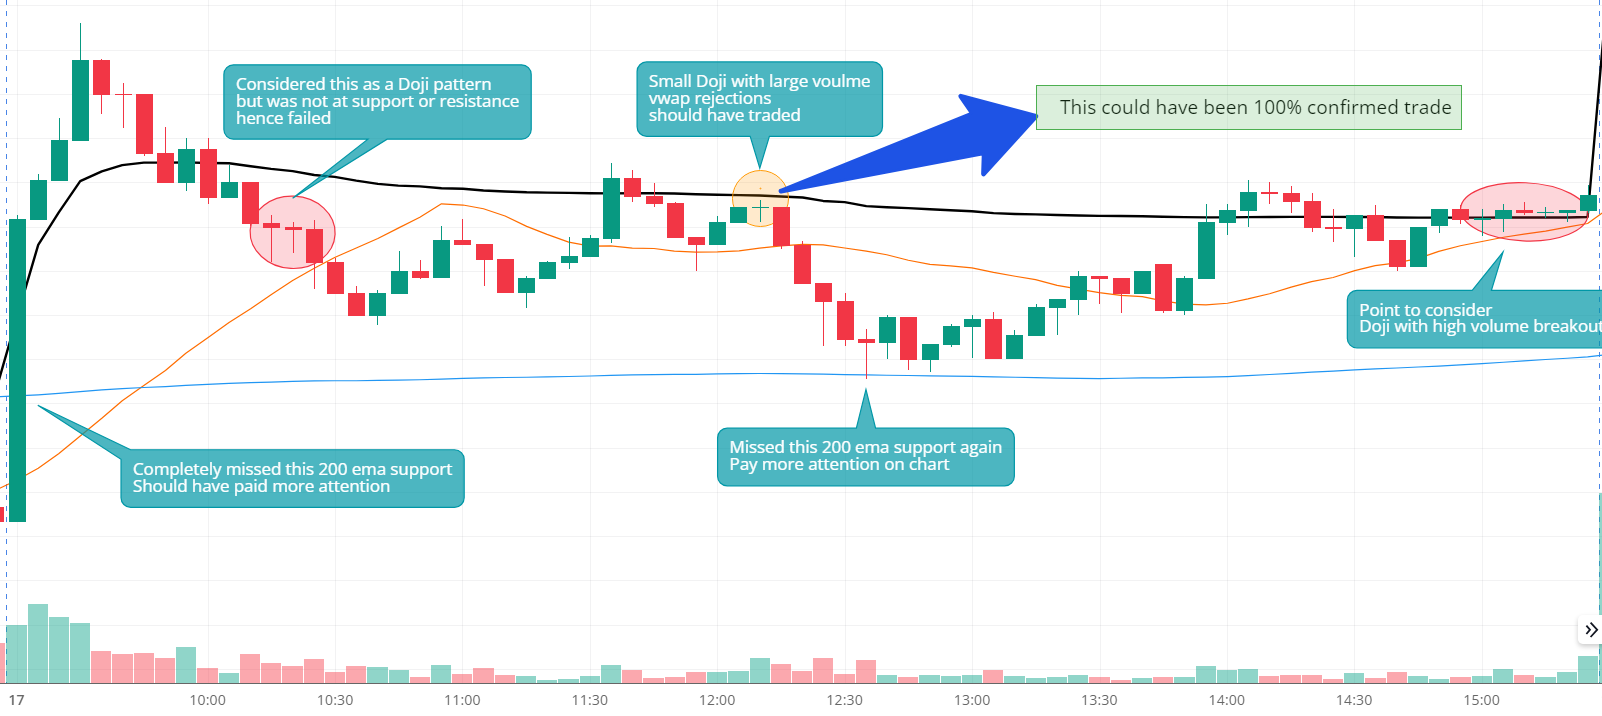 Considered this as a Doji pattern
but was not at support or resistance
hence failed
Small Doji with large voulme
vwap rejections
should have traded
This could have been 100% confirmed trade
Point to consider
Doji with high volume breakout
Missed this 200 ema support again
Pay more attention on chart
Completely missed this 200 ema support
Should have paid more attention
17
10:00
10:30
11:00
11:30
12:00
12:30
13:00
13:30
14:00
14:30
15:00